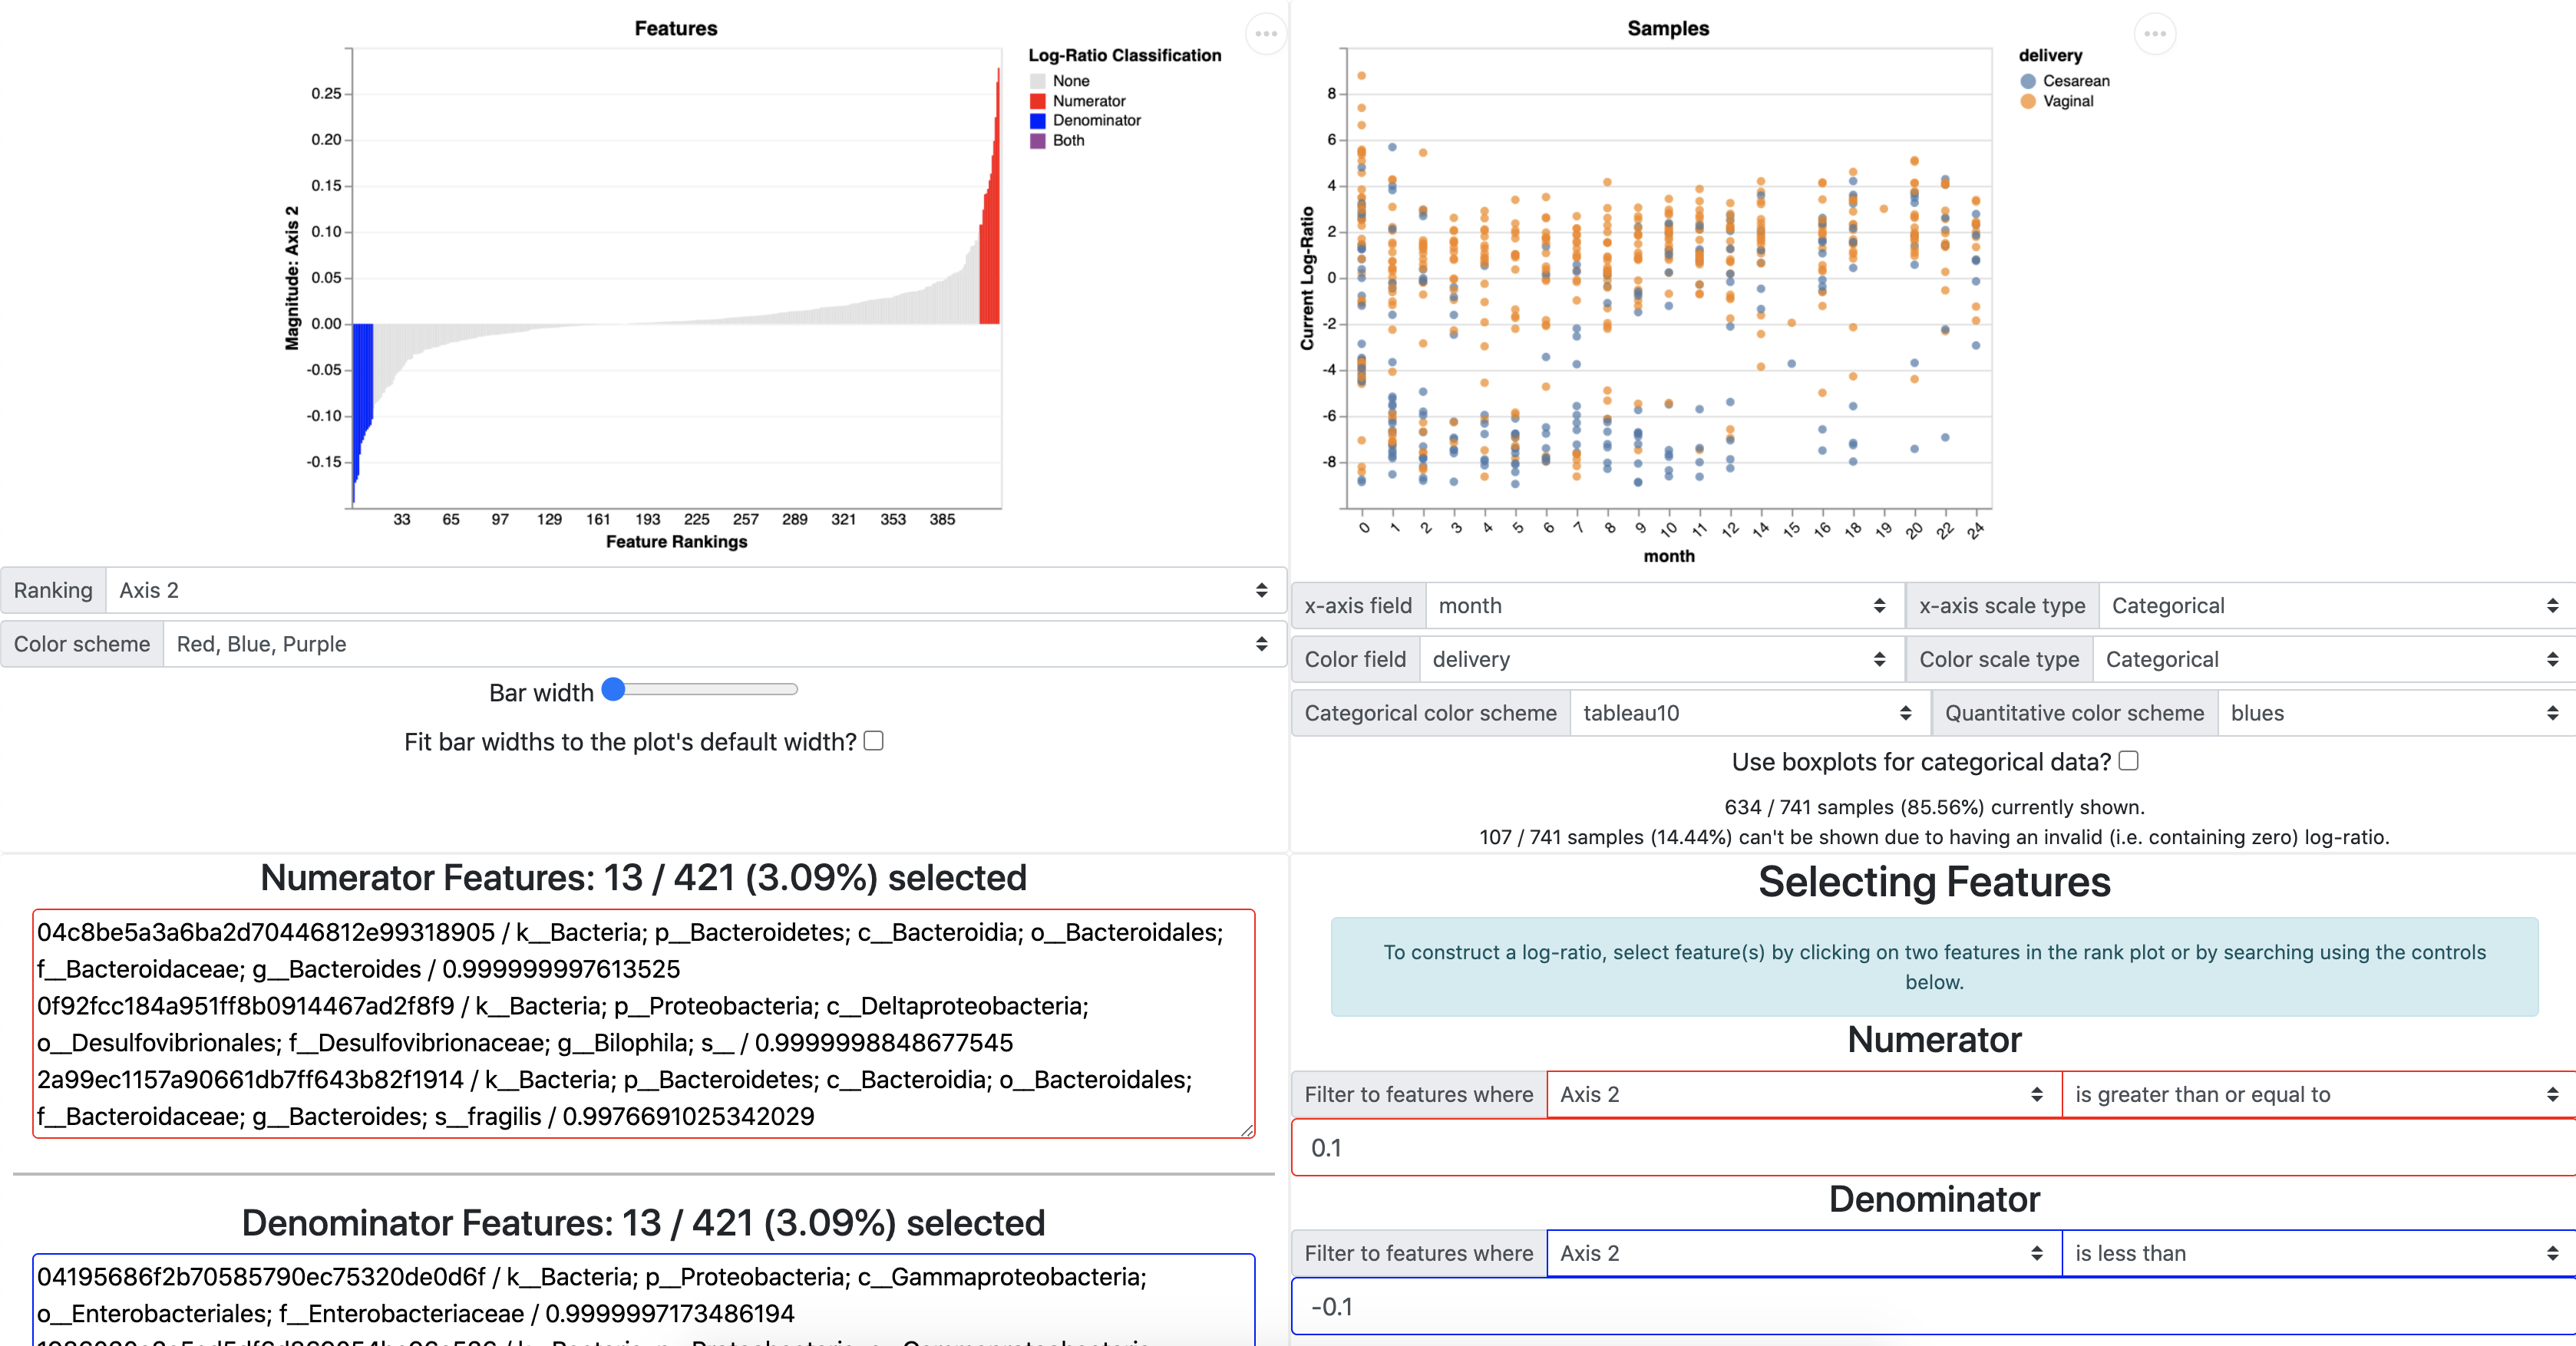 Features
Log-Ratio Classification
None
Numerator
Denominator
Both
0.25
0.20
0.15
0.10
0.05
0.00
-0.05
-0.10
-0.15
Magnitude: Axis 2
33 65 97 129 161 193 225 257 289 321 353 385
Feature Rankings
Ranking Axis 2
Color scheme Red, Blue, Purple
Bar width
Fit bar widths to the plot's default width?
Samples
delivery
Cesarean
Vaginal
8
6
4
2
0
-2
-4
-6
-8
Current Log-Ratio
0 1 2 3 4 5 6 7 8 9 10 11 12 14 15 16 18 19 20 22 24
month
x-axis field month x-axis scale type Categorical
Color field delivery Color scale type Categorical
Categorical color scheme tableau10 Quantitative color scheme blues
Use boxplots for categorical data?
634 / 741 samples (85.56%) currently shown.
107 / 741 samples (14.44%) can't be shown due to having an invalid (i.e. containing zero) log-ratio.
Numerator Features: 13 / 421 (3.09%) selected
04c8be5a3a6ba2d70446812e99318905 / k__Bacteria; p__Bacteroidetes; c__Bacteroidia; o__Bacteroidales;
f__Bacteroidaceae; g__Bacteroides / 0.999999997613525
0f92fcc184a951ff8b0914467ad2f8f9 / k__Bacteria; p__Proteobacteria; c__Deltaproteobacteria;
o__Desulfovibrionales; f__Desulfovibrionaceae; g__Bilophila; s__ / 0.9999998848677545
2a99ec1157a90661db7ff643b82f1914 / k__Bacteria; p__Bacteroidetes; c__Bacteroidia; o__Bacteroidales;
f__Bacteroidaceae; g__Bacteroides; s__fragilis / 0.9976691025342029
Denominator Features: 13 / 421 (3.09%) selected
04195686f2b70585790ec75320de0d6f / k__Bacteria; p__Proteobacteria; c__Gammaproteobacteria;
o__Enterobacteriales; f__Enterobacteriaceae / 0.9999997173486194
Selecting Features
To construct a log-ratio, select feature(s) by clicking on two features in the rank plot or by searching using the controls
below.
Numerator
Filter to features where Axis 2 is greater than or equal to
0.1
Denominator
Filter to features where Axis 2 is less than
-0.1